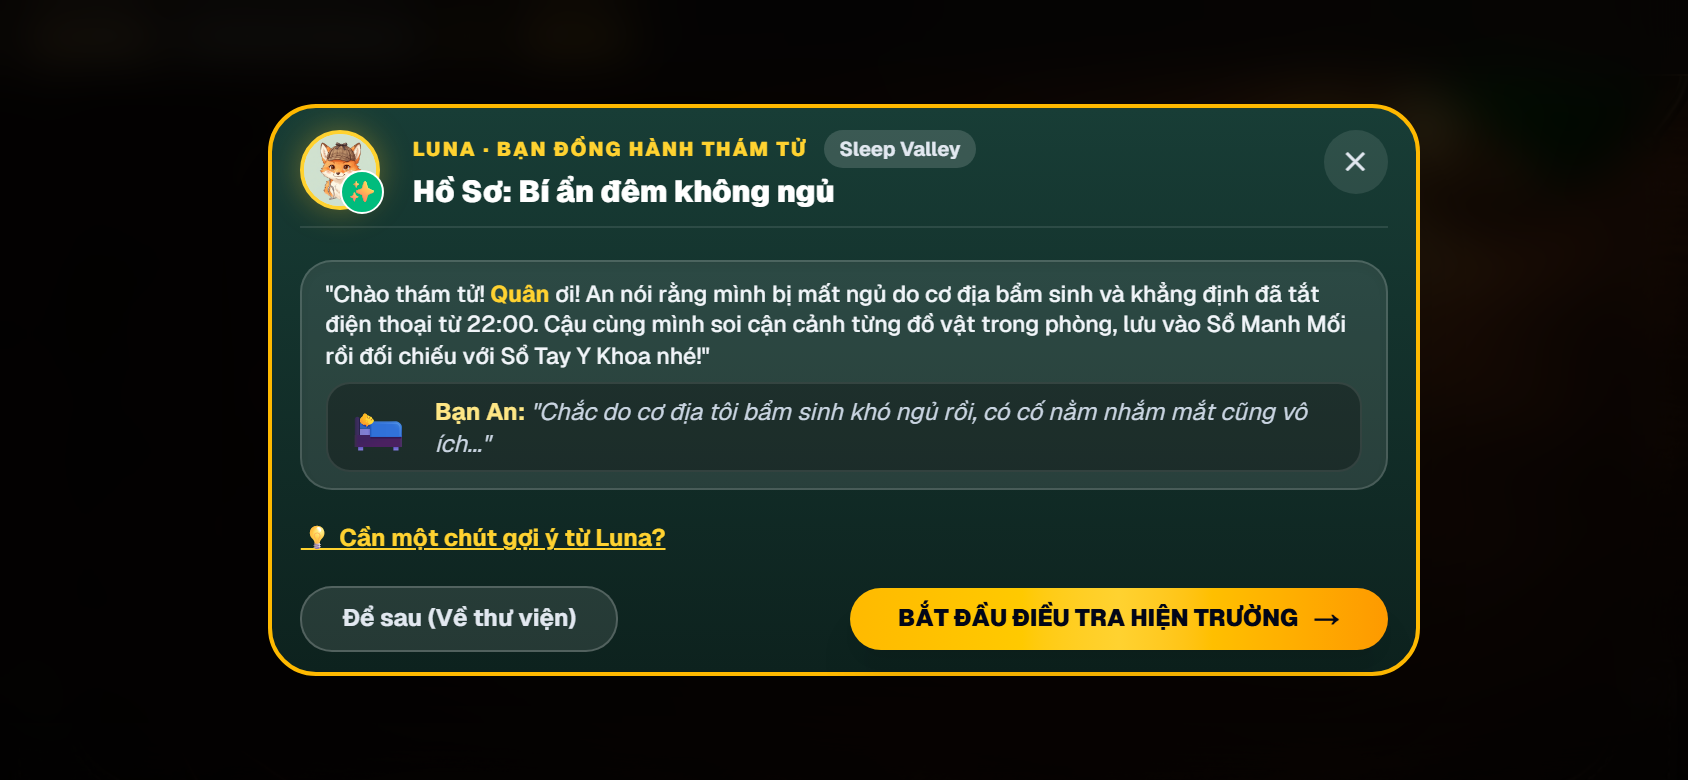 LUNA · BẠN ĐỒNG HÀNH THÁM TỬ Sleep Valley
Hồ Sơ: Bí ẩn đêm không ngủ
"Chào thám tử! Quân ơi! An nói rằng mình bị mất ngủ do cơ địa bẩm sinh và khẳng định đã tắt
điện thoại từ 22:00. Cậu cùng mình soi cận cảnh từng đồ vật trong phòng, lưu vào Sổ Manh Mối
rồi đối chiếu với Sổ Tay Y Khoa nhé!"
Bạn An: "Chắc do cơ địa tôi bẩm sinh khó ngủ rồi, có cố nằm nhắm mắt cũng vô
ích..."
Cần một chút gợi ý từ Luna?
Để sau (Về thư viện)
BẮT ĐẦU ĐIỀU TRA HIỆN TRƯỜNG →